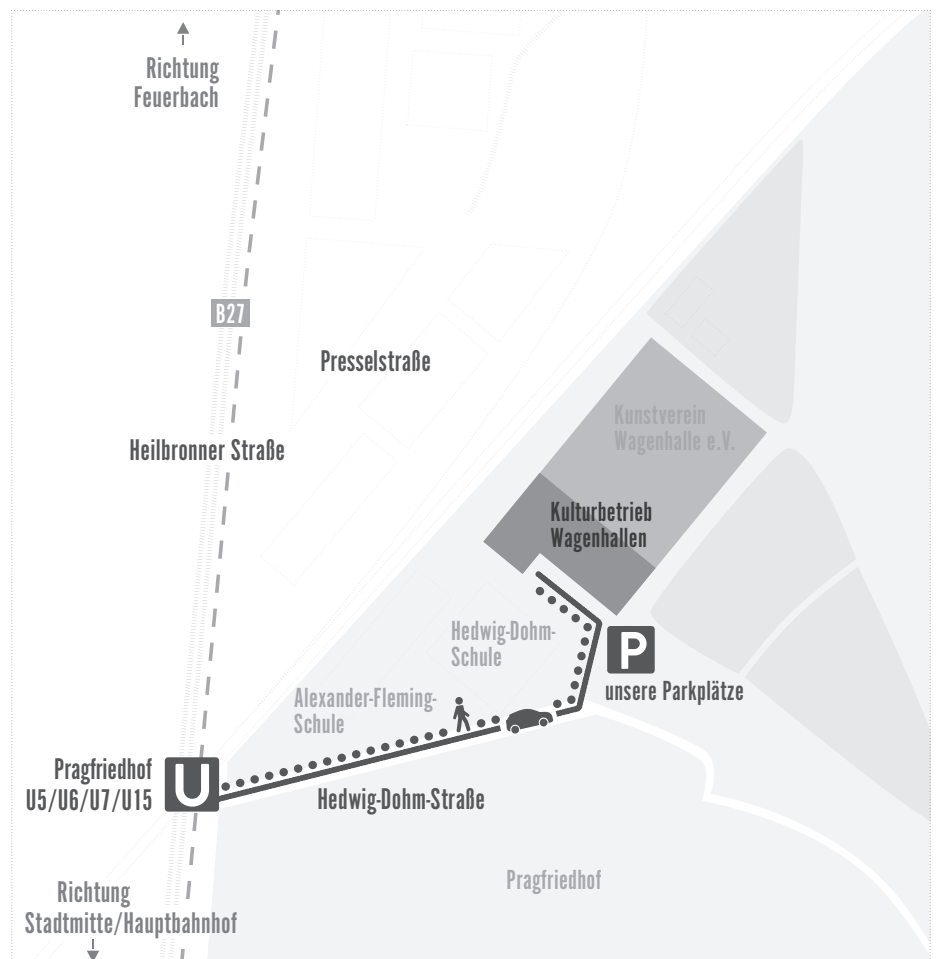 Richtung
Feuerbach
B27
Presselstraße
Heilbronner Straße
Kunstverein
Wagenhalle e.V.
Kulturbetrieb
Wagenhallen
Hedwig-Dohm-
Schule
P
unsere Parkplätze
Alexander-Fleming-
Schule
Pragfriedhof
U5/U6/U7/U15
U
Hedwig-Dohm-Straße
Pragfriedhof
Richtung
Stadtmitte/Hauptbahnhof